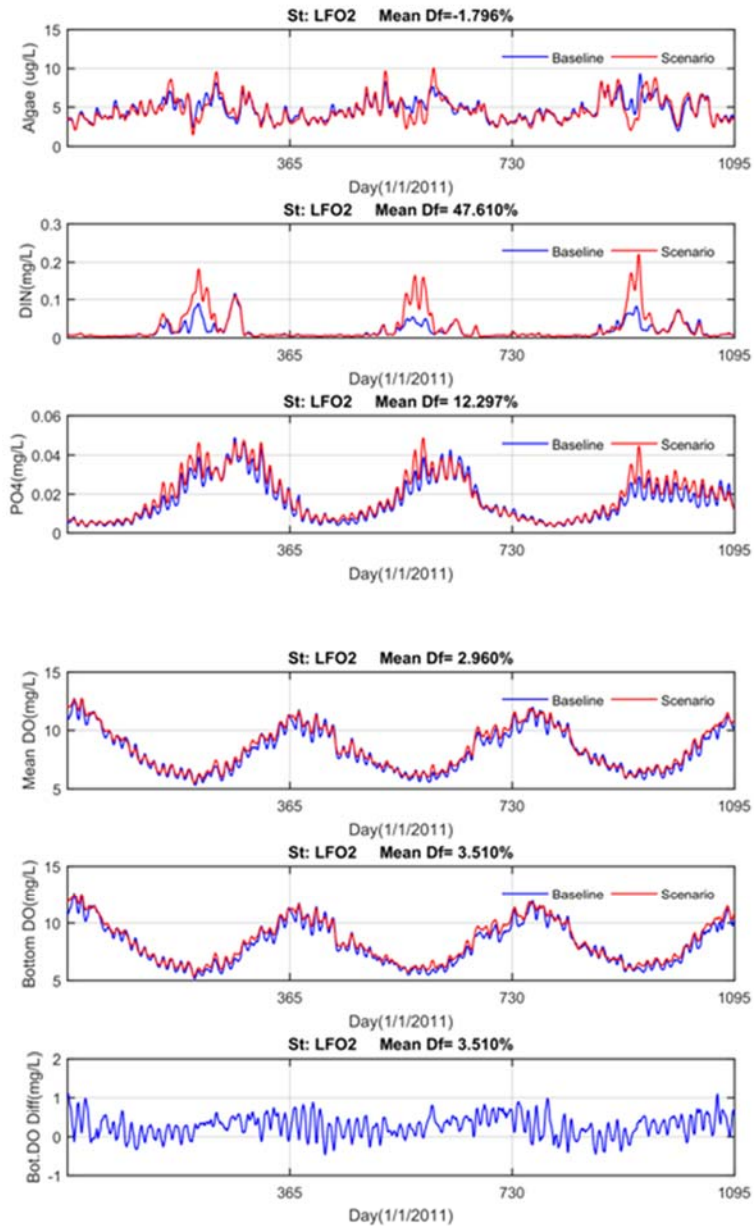 St: LFO2 Mean Df=-1.796%
15
Baseline Scenario
10
5
0
Algae (ug/L)
365 730 1095
Day(1/1/2011)
St: LFO2 Mean Df= 47.610%
0.3
Baseline Scenario
0.2
0.1
0
DIN(mg/L)
365 730 1095
Day(1/1/2011)
St: LFO2 Mean Df= 12.297%
0.06
Baseline Scenario
0.04
0.02
0
PO4(mg/L)
365 730 1095
Day(1/1/2011)
St: LFO2 Mean Df= 2.960%
15
Baseline Scenario
10
5
Mean DO(mg/L)
365 730 1095
Day(1/1/2011)
St: LFO2 Mean Df= 3.510%
15
Baseline Scenario
10
5
Bottom DO(mg/L)
365 730 1095
Day(1/1/2011)
St: LFO2 Mean Df= 3.510%
2
1
0
-1
Bot.DO Diff(mg/L)
365 730 1095
Day(1/1/2011)